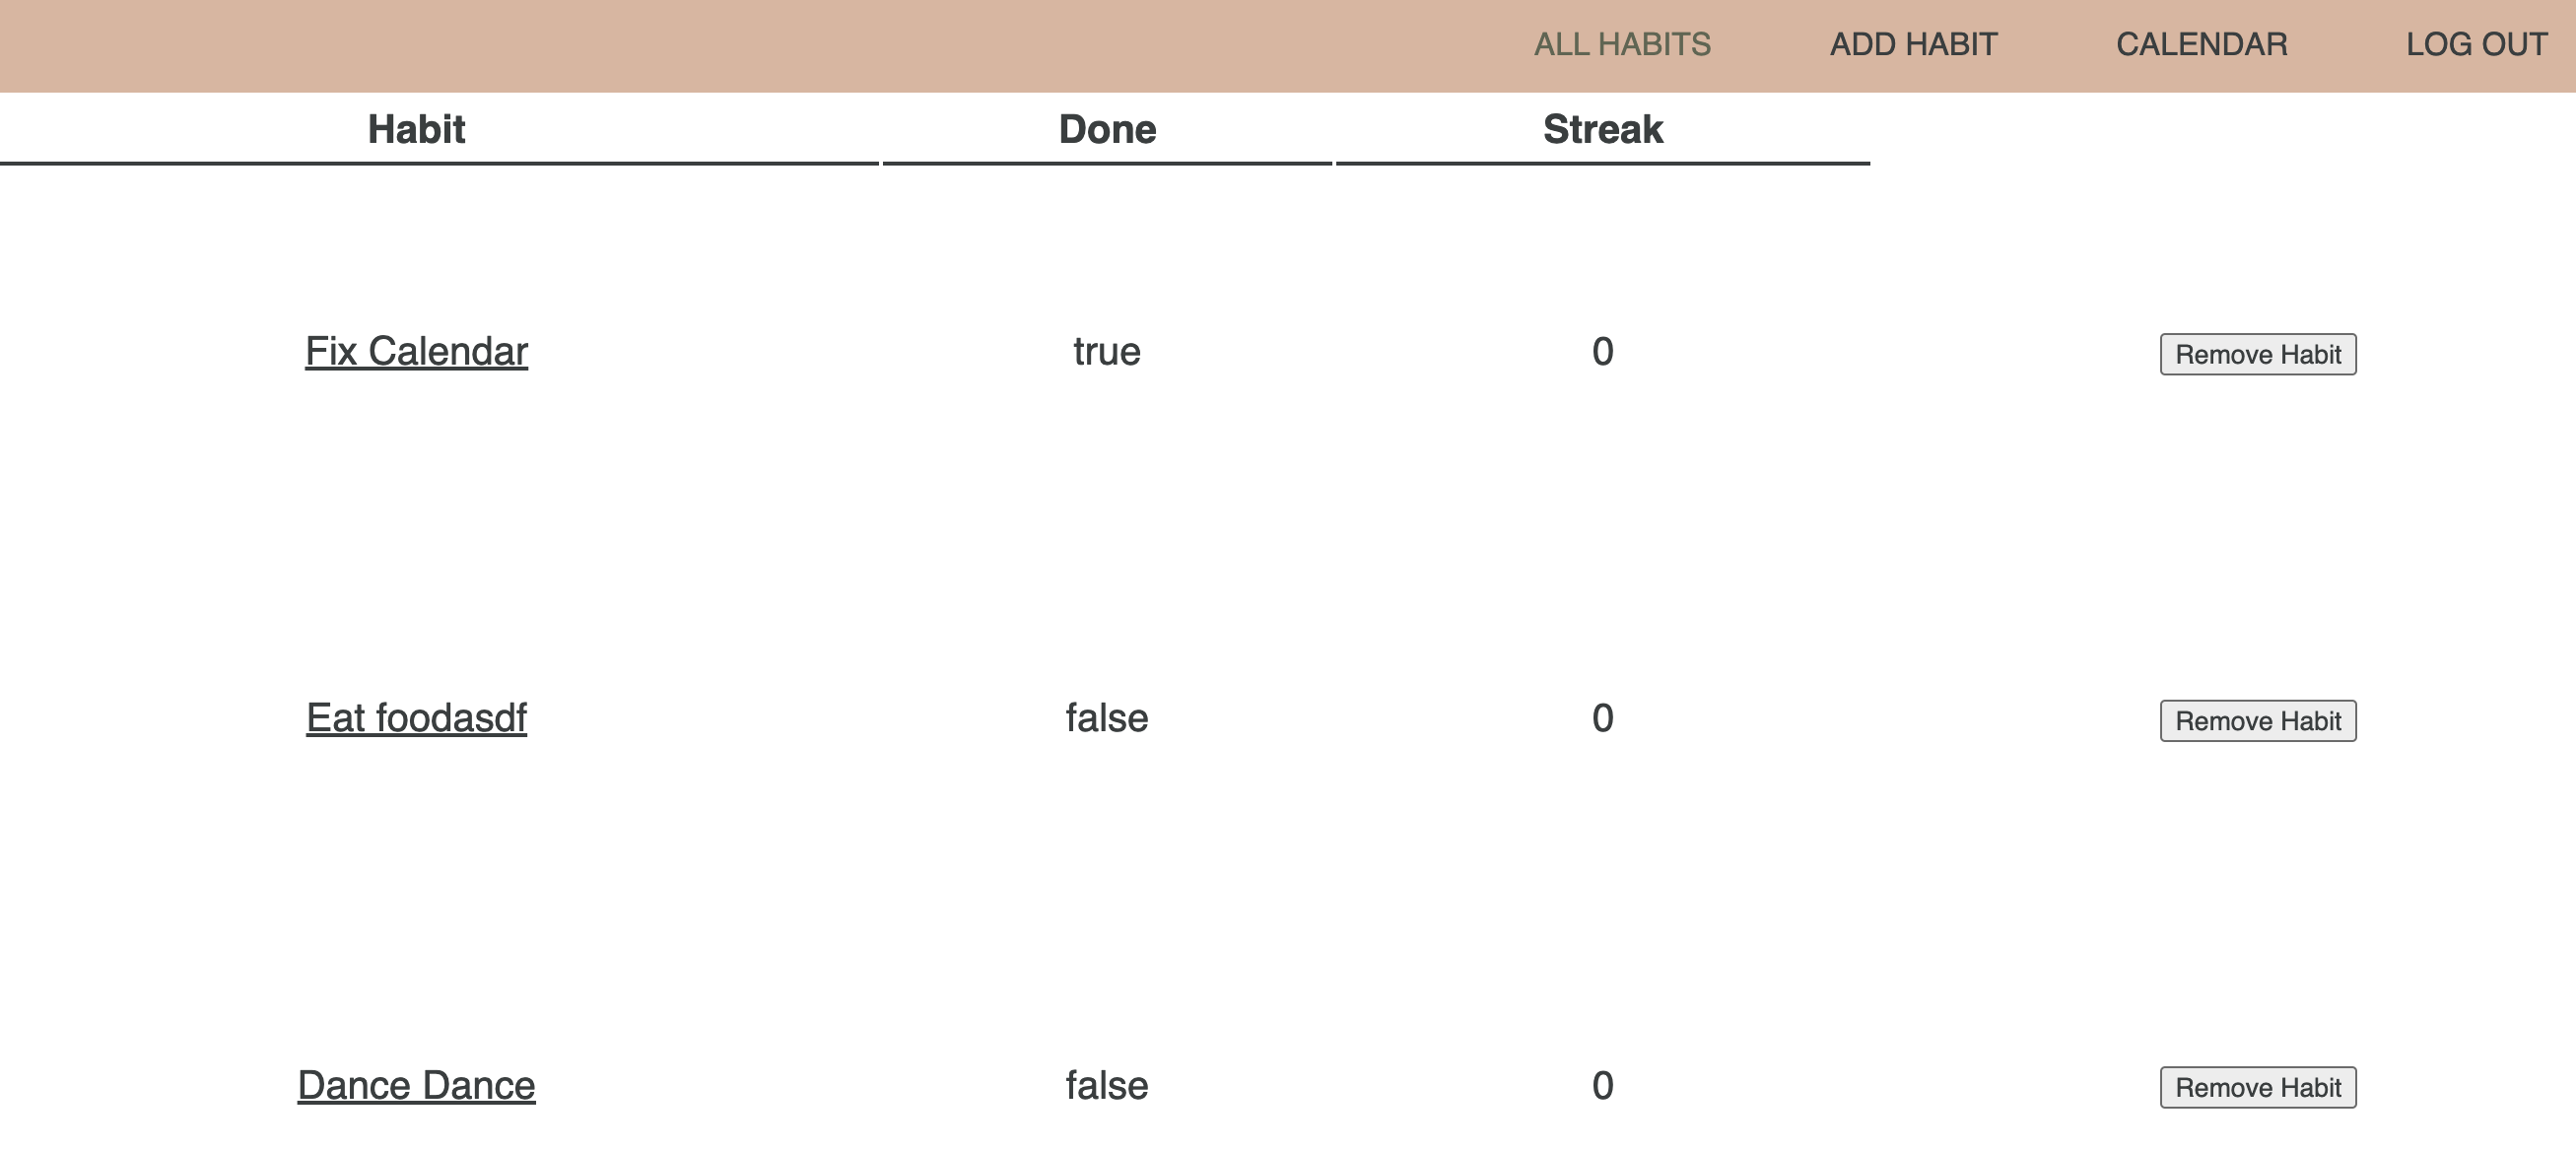 ALL HABITS ADD HABIT CALENDAR LOG OUT
Habit Done Streak
Fix Calendar true 0 Remove Habit
Eat foodasdf false 0 Remove Habit
Dance Dance false 0 Remove Habit